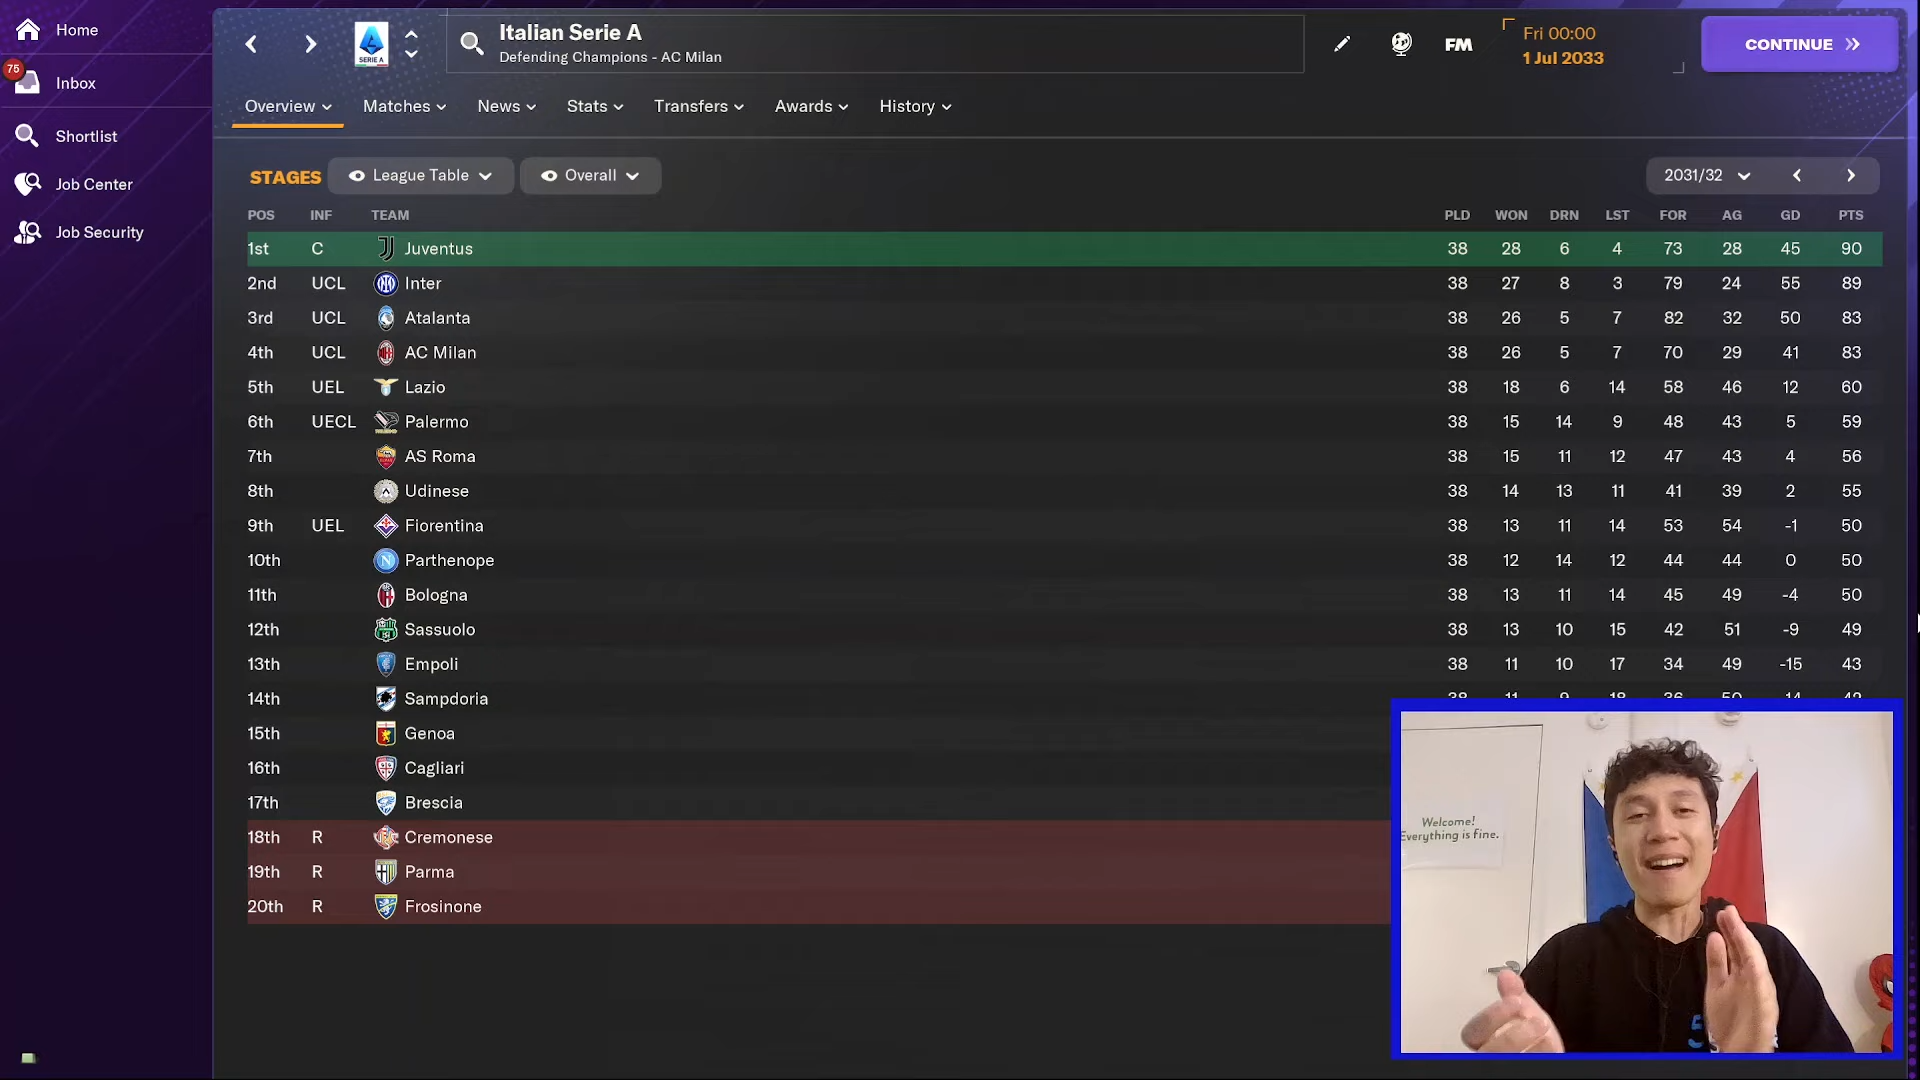 Home
75
Inbox
Shortlist
Job Center
Job Security
SERIE A
Italian Serie A
Defending Champions - AC Milan
FM
Fri 00:00
1 Jul 2033
CONTINUE
Overview Matches News Stats Transfers Awards History
STAGES League Table Overall 2031/32
POS INF TEAM PLD WON DRN LST FOR AG GD PTS
1st C Juventus 38 28 6 4 73 28 45 90
2nd UCL Inter 38 27 8 3 79 24 55 89
3rd UCL Atalanta 38 26 5 7 82 32 50 83
4th UCL AC Milan 38 26 5 7 70 29 41 83
5th UEL Lazio 38 18 6 14 58 46 12 60
6th UECL Palermo 38 15 14 9 48 43 5 59
7th AS Roma 38 15 11 12 47 43 4 56
8th Udinese 38 14 13 11 41 39 2 55
9th UEL Fiorentina 38 13 11 14 53 54 -1 50
10th Parthenope 38 12 14 12 44 44 0 50
11th Bologna 38 13 11 14 45 49 -4 50
12th Sassuolo 38 13 10 15 42 51 -9 49
13th Empoli 38 11 10 17 34 49 -15 43
14th Sampdoria
15th Genoa
16th Cagliari
17th Brescia
18th R Cremonese
19th R Parma
20th R Frosinone
Welcome!
Everything is fine.